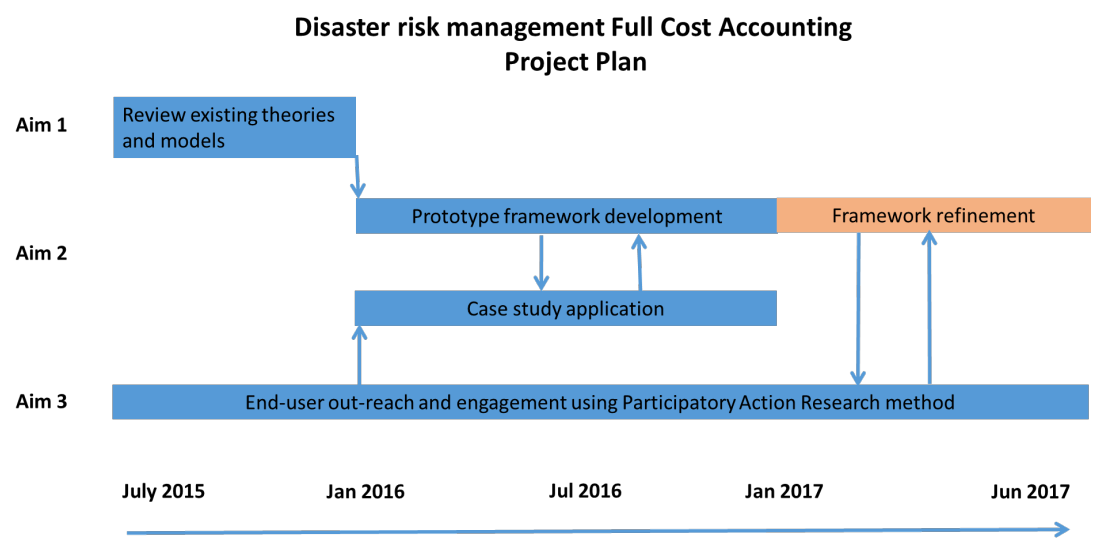 Disaster risk management Full Cost Accounting
Project Plan
Aim 1
Review existing theories
and models
Prototype framework development
Framework refinement
Aim 2
Case study application
Aim 3
End-user out-reach and engagement using Participatory Action Research method
July 2015
Jan 2016
Jul 2016
Jan 2017
Jun 2017